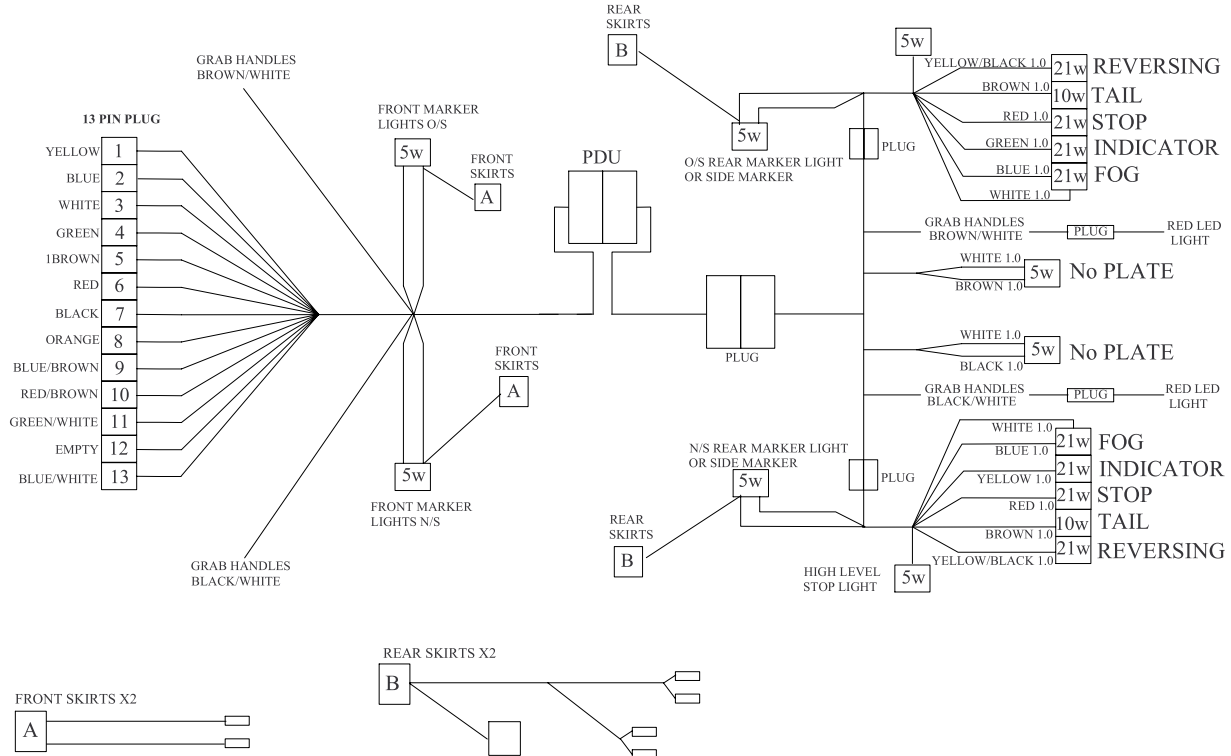 REAR
SKIRTS
B
5w
GRAB HANDLES
BROWN/WHITE
YELLOW/BLACK 1.0
21w REVERSING
BROWN 1.0
10w TAIL
RED 1.0
21w STOP
GREEN 1.0
21w INDICATOR
BLUE 1.0
21w FOG
WHITE 1.0
5w
PLUG
O/S REAR MARKER LIGHT
OR SIDE MARKER
13 PIN PLUG
YELLOW 1
BLUE 2
WHITE 3
GREEN 4
1BROWN 5
RED 6
BLACK 7
ORANGE 8
BLUE/BROWN 9
RED/BROWN 10
GREEN/WHITE 11
EMPTY 12
BLUE/WHITE 13
FRONT MARKER
LIGHTS O/S
5w
FRONT
SKIRTS
A
PDU
GRAB HANDLES
BROWN/WHITE
PLUG
RED LED
LIGHT
WHITE 1.0
BROWN 1.0
5w No PLATE
PLUG
WHITE 1.0
BLACK 1.0
5w No PLATE
FRONT
SKIRTS
A
GRAB HANDLES
BLACK/WHITE
PLUG
RED LED
LIGHT
5w
FRONT MARKER
LIGHTS N/S
N/S REAR MARKER LIGHT
OR SIDE MARKER
5w
PLUG
WHITE 1.0
21w FOG
BLUE 1.0
21w INDICATOR
YELLOW 1.0
21w STOP
RED 1.0
10w TAIL
BROWN 1.0
21w REVERSING
YELLOW/BLACK 1.0
REAR
SKIRTS
B
HIGH LEVEL
STOP LIGHT
5w
GRAB HANDLES
BLACK/WHITE
REAR SKIRTS X2
B
FRONT SKIRTS X2
A